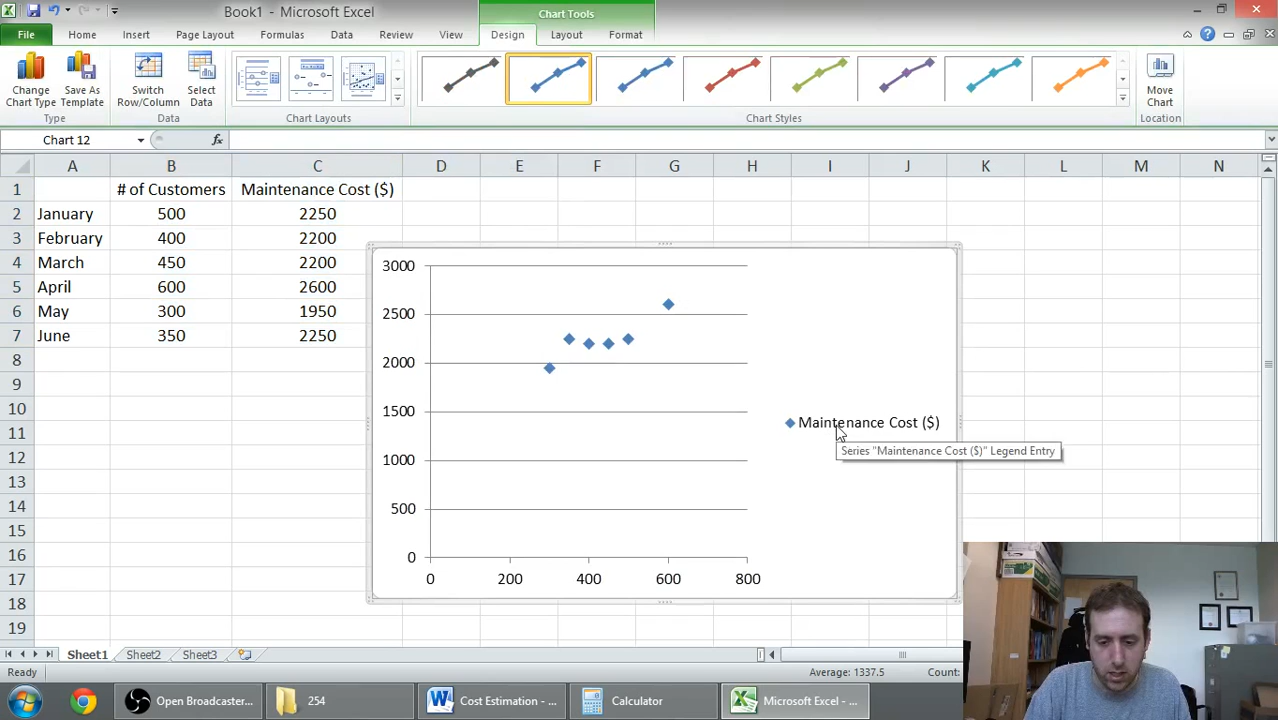 Book1 - Microsoft Excel
Chart Tools
File Home Insert Page Layout Formulas Data Review View Design Layout Format
Change Chart Type
Save As Template
Switch Row/Column
Select Data
Move Chart
Type Data Chart Layouts Chart Styles Location
Chart 12 fx
A B C D E F G H I J K L M N
1 # of Customers Maintenance Cost ($)
2 January 500 2250
3 February 400 2200
4 March 450 2200
5 April 600 2600
6 May 300 1950
7 June 350 2250
8
9
10
11
12
13
14
15
16
17
18
19
3000
2500
2000
1500
1000
500
0
0 200 400 600 800
Maintenance Cost ($)
Series "Maintenance Cost ($)" Legend Entry
Sheet1 Sheet2 Sheet3
Ready Average: 1337.5 Count:
Open Broadcaster... 254 Cost Estimation - ... Calculator Microsoft Excel - ...